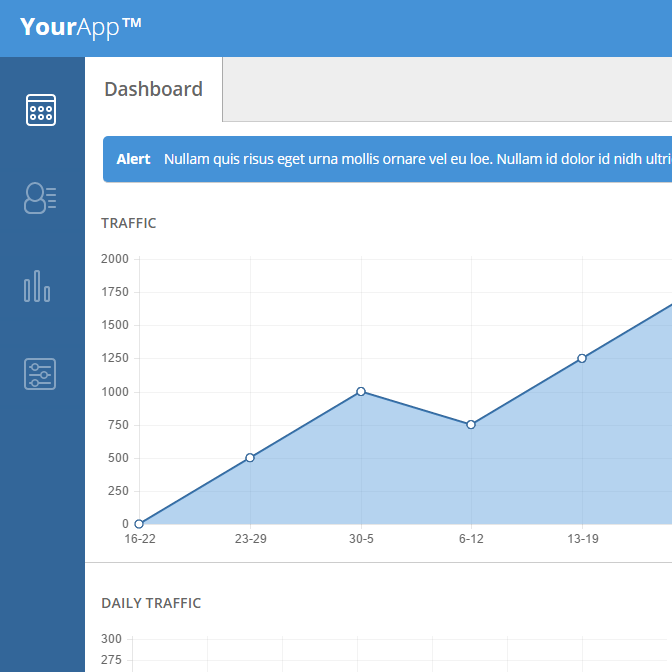 YourApp™
Dashboard
Alert Nullam quis risus eget urna mollis ornare vel eu loe. Nullam id dolor id nidh ultri
TRAFFIC
2000
1750
1500
1250
1000
750
500
250
0
16-22 23-29 30-5 6-12 13-19
DAILY TRAFFIC
300
275